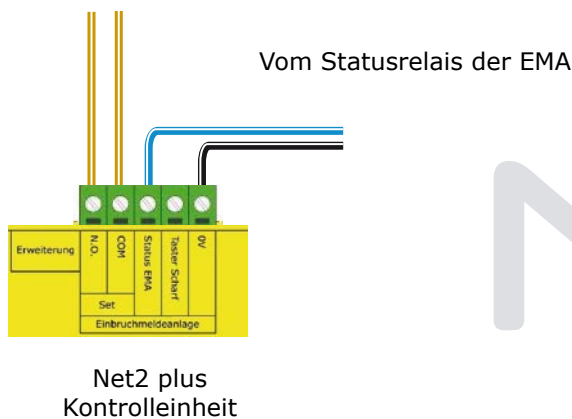 Vom Statusrelais der EMA
Erweiterung
N.O.
COM
Status EMA
Taster Scharf
0V
Set
Einbruchmeldeanlage
Net2 plus
Kontrolleinheit